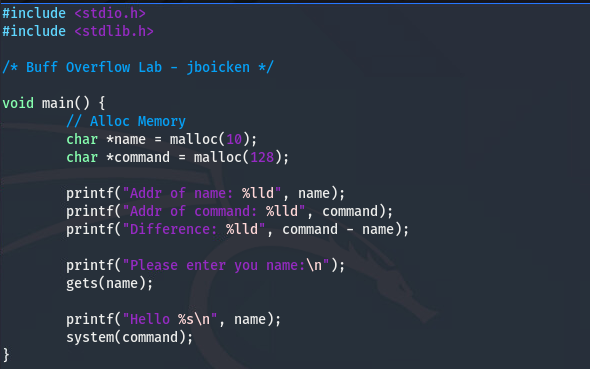 #include <stdio.h>
#include <stdlib.h>
/* Buff Overflow Lab - jboicken */
void main() {
// Alloc Memory
char *name = malloc(10);
char *command = malloc(128);
printf("Addr of name: %lld", name);
printf("Addr of command: %lld", command);
printf("Difference: %lld", command - name);
printf("Please enter you name:\n");
gets(name);
printf("Hello %s\n", name);
system(command);
}